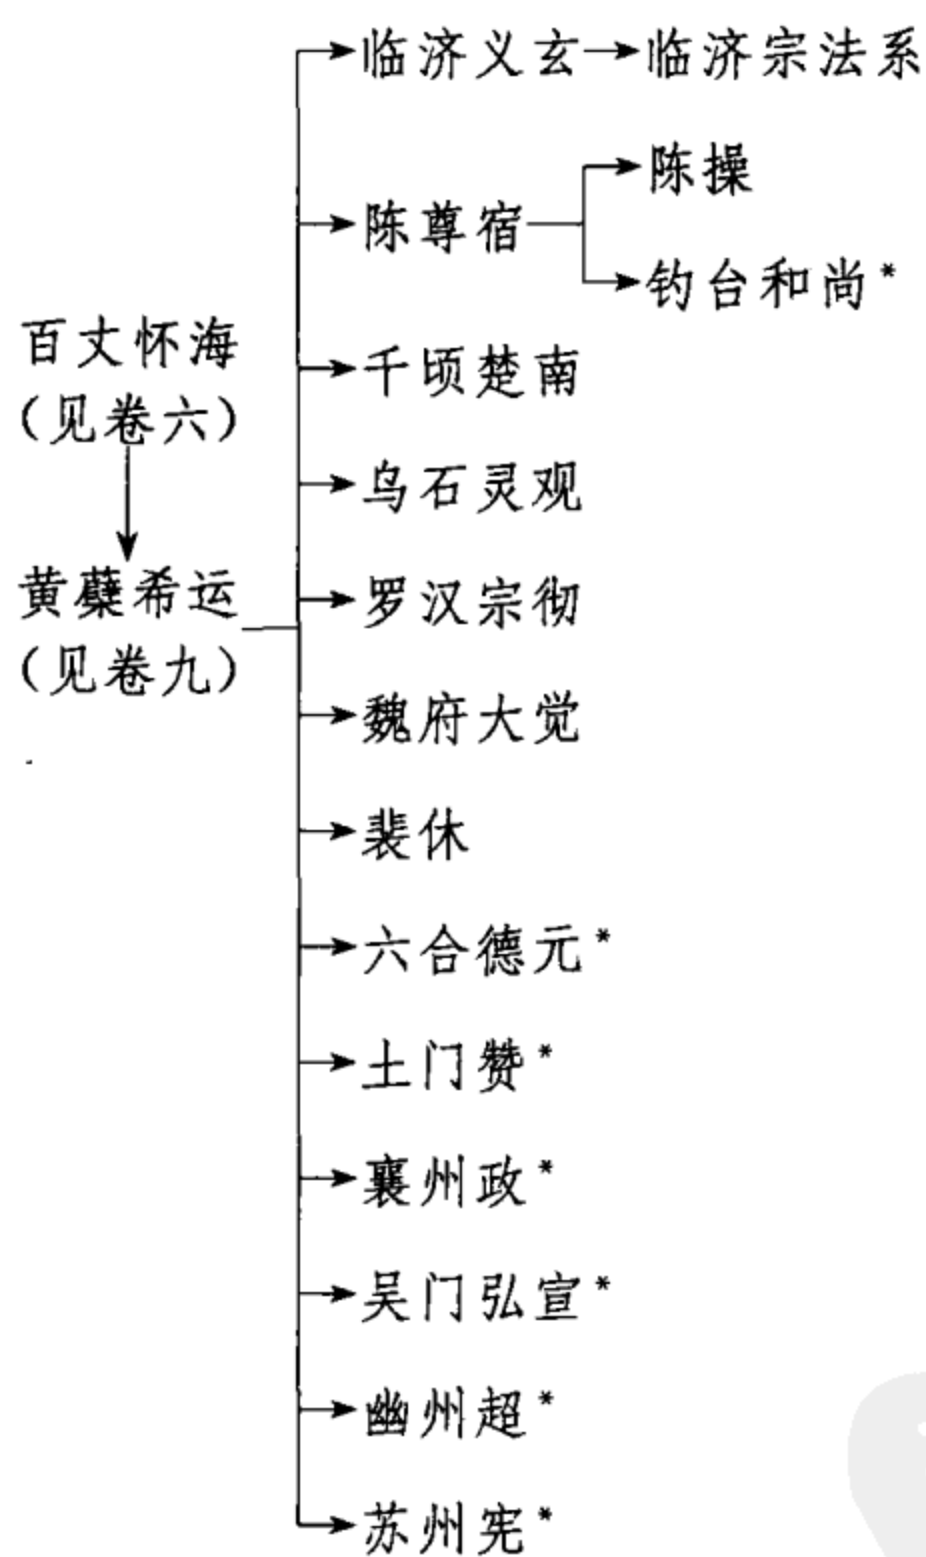 百丈怀海
(见卷六)
黄蘖希运
(见卷九)
临济义玄
临济宗法系
陈尊宿
陈操
钓台和尚*
千顷楚南
乌石灵观
罗汉宗彻
魏府大觉
裴休
六合德元*
土门赞*
襄州政*
吴门弘宣*
幽州超*
苏州宪*